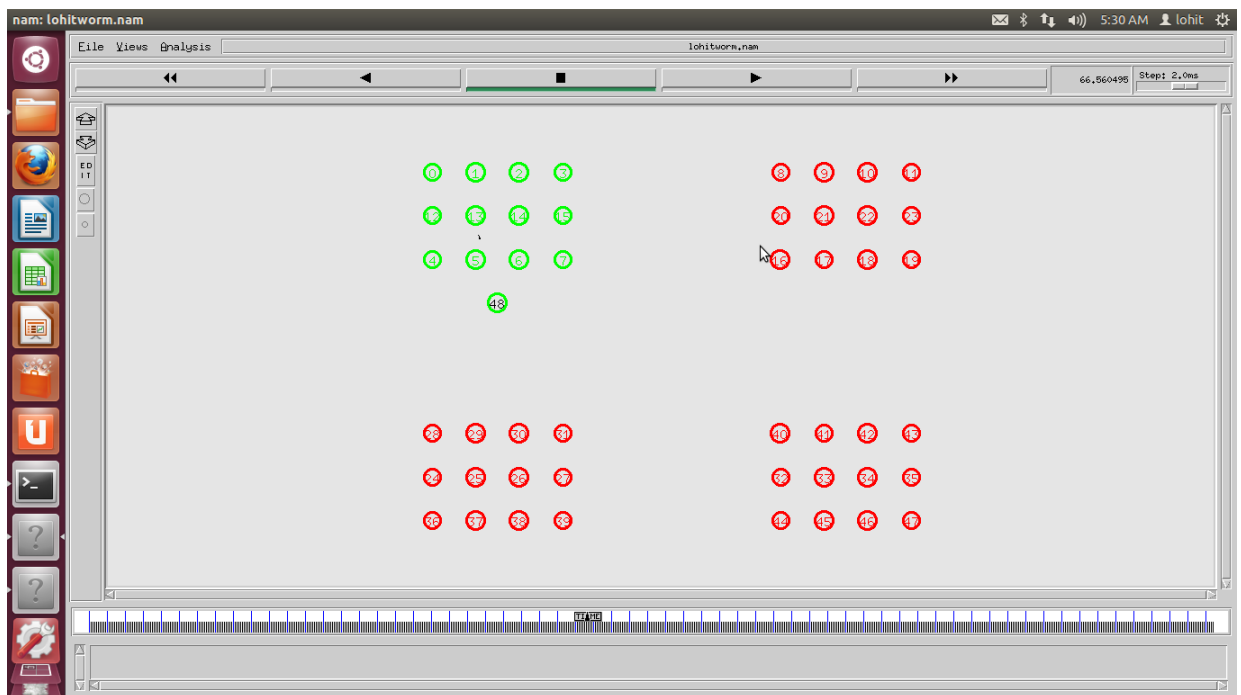 nam: lohitworm.nam 5:30 AM lohit
File Views Analysis lohitworm.nam
66.560495 Step: 2.0ms
ED
IT
0 1 2 3 8 9 10 11
12 13 14 15 20 21 22 23
4 5 6 7 16 17 18 19
48
28 29 30 31 40 41 42 43
24 25 26 27 32 33 34 35
36 37 38 39 44 45 46 47
TIME